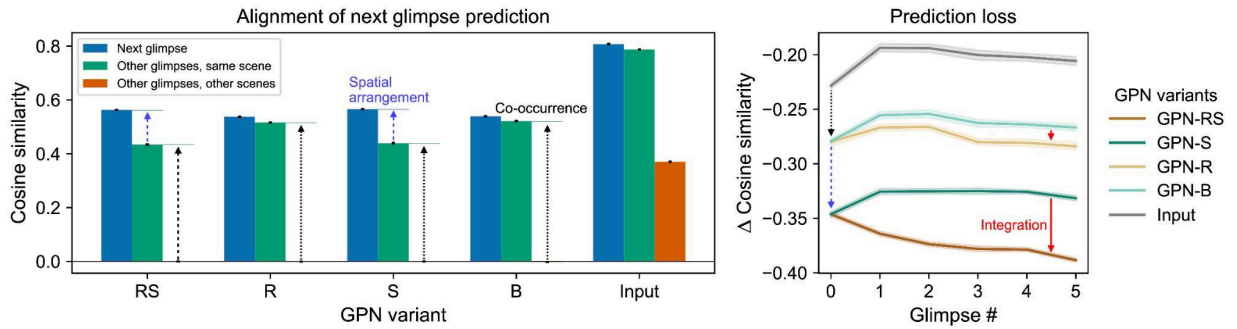 Alignment of next glimpse prediction
Cosine similarity
0.8
0.6
0.4
0.2
0.0
Next glimpse
Other glimpses, same scene
Other glimpses, other scenes
Spatial
arrangement
Co-occurrence
RS
R
S
B
Input
GPN variant
Prediction loss
Δ Cosine similarity
−0.20
−0.25
−0.30
−0.35
−0.40
Integration
0
1
2
3
4
5
Glimpse #
GPN variants
GPN-RS
GPN-S
GPN-R
GPN-B
Input